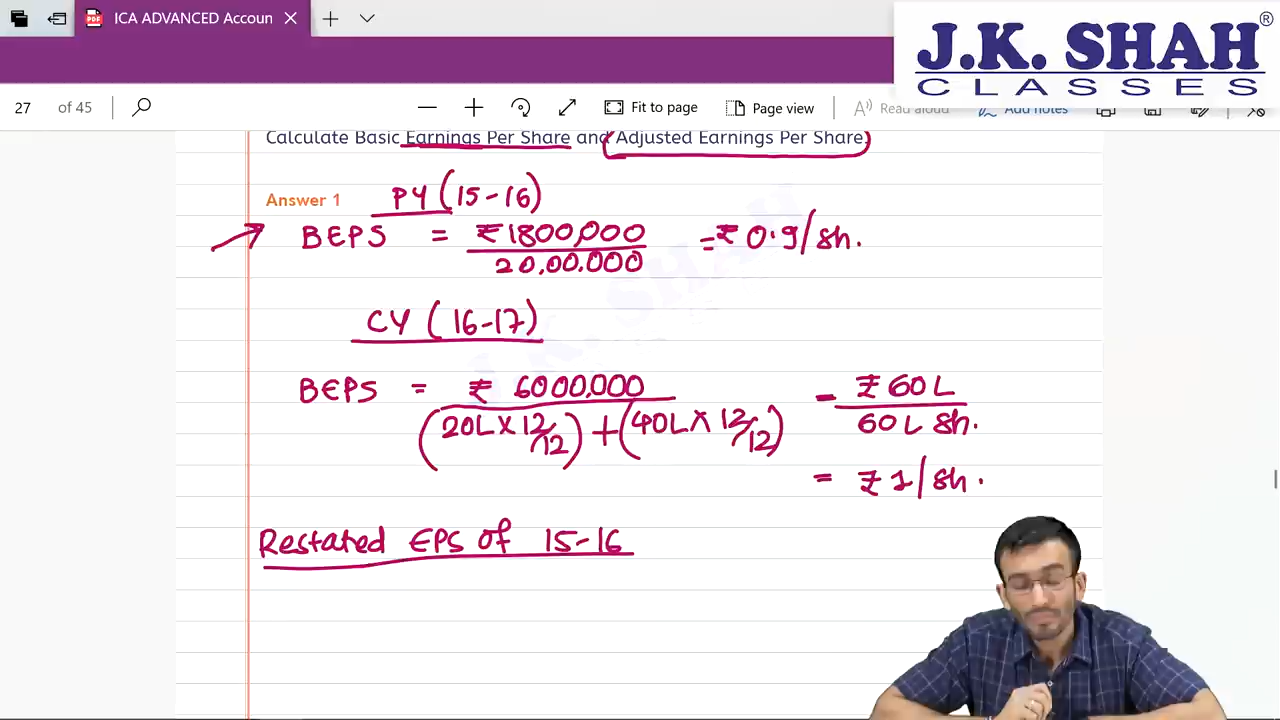 ICA ADVANCED Accoun
J.K. SHAH®
CLASSES
27 of 45
Fit to page
Page view
Read aloud
Add notes
Calculate Basic Earnings Per Share and Adjusted Earnings Per Share.
Answer 1 PY (15-16)
BEPS = ₹1800,000 / 20,00,000 = ₹ 0.9/sh.
CY (16-17)
BEPS = ₹ 6000,000 / (20L × 12/12) + (40L × 12/12) = ₹ 60 L / 60 L sh.
= ₹ 1/sh.
Restated EPS of 15-16